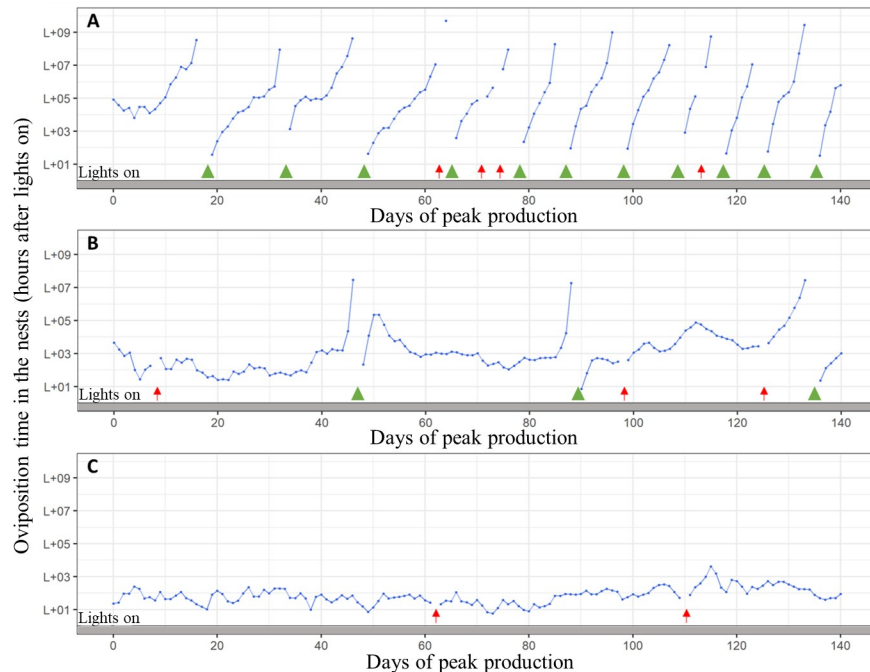 Oviposition time in the nests (hours after lights on)
A
L+09
L+07
L+05
L+03
L+01
Lights on
0 20 40 60 80 100 120 140
Days of peak production
B
L+09
L+07
L+05
L+03
L+01
Lights on
0 20 40 60 80 100 120 140
Days of peak production
C
L+09
L+07
L+05
L+03
L+01
Lights on
0 20 40 60 80 100 120 140
Days of peak production